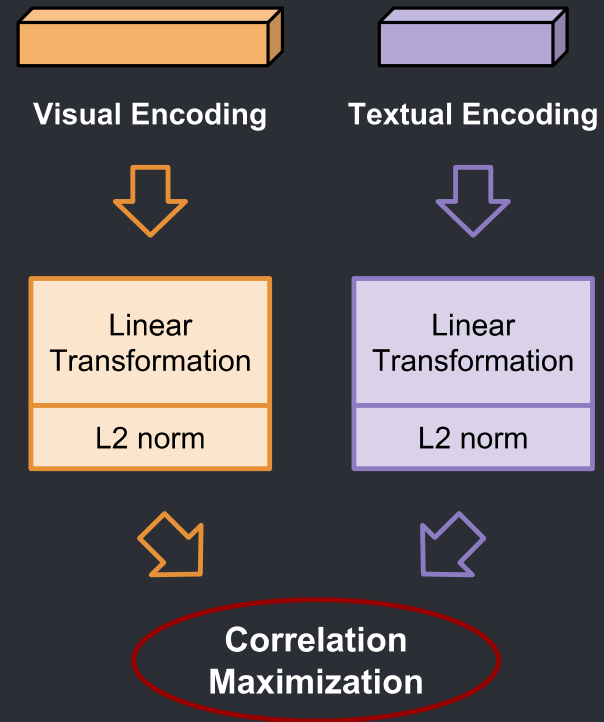 Visual Encoding
Textual Encoding
Linear
Transformation
L2 norm
Linear
Transformation
L2 norm
Correlation
Maximization